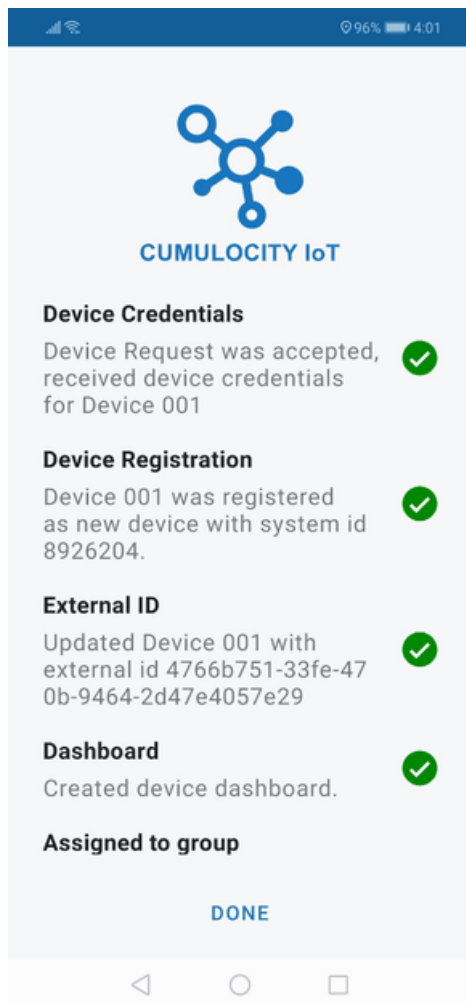 96% 4:01
CUMULOCITY IoT
Device Credentials
Device Request was accepted,
received device credentials
for Device 001
Device Registration
Device 001 was registered
as new device with system id
8926204.
External ID
Updated Device 001 with
external id 4766b751-33fe-47
0b-9464-2d47e4057e29
Dashboard
Created device dashboard.
Assigned to group
DONE